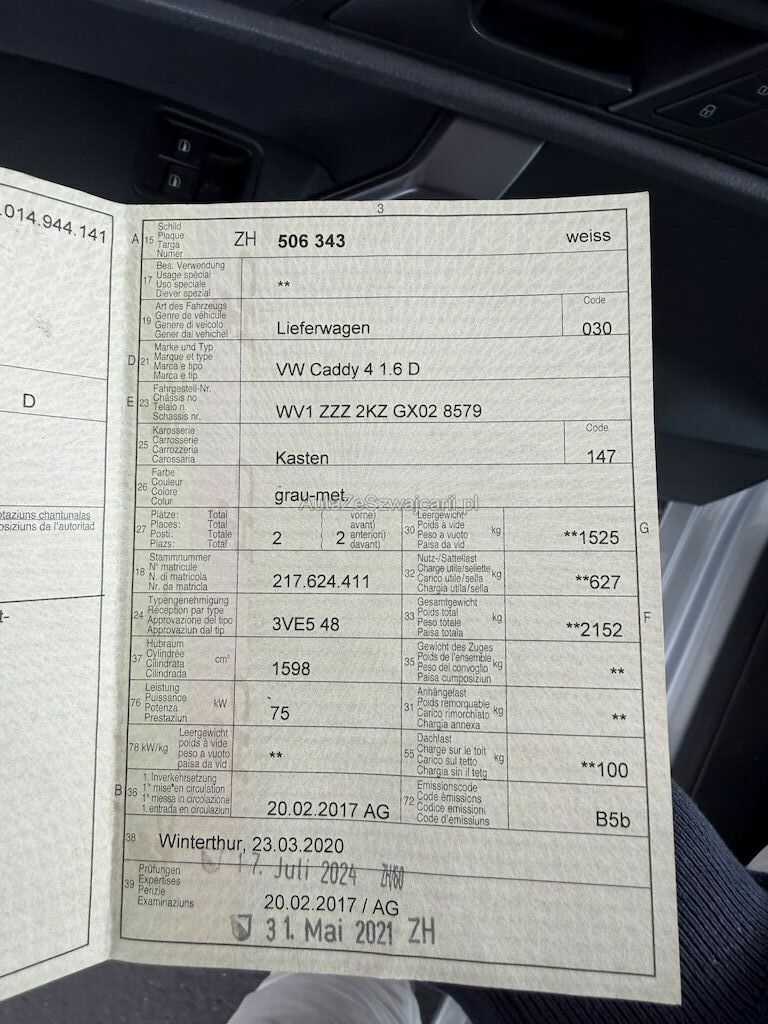 .014.944.141
D
otaziuns chantunalas
osiziuns da l'autoritad
t-
3
A 15 Schild
Plaque
Targa
Numer
ZH 506 343 weiss
17 Bes. Verwendung
Usage spécial
Uso speciale
Diever spezial
**
19 Art des Fahrzeugs
Genre de véhicule
Genere di veicolo
Gener dal vehichel
Lieferwagen
Code
030
D 21 Marke und Typ
Marque et type
Marca e tipo
Marca e tip
VW Caddy 4 1.6 D
E 23 Fahrgestell-Nr.
Châssis no
Telaio n.
Schassis nr.
WV1 ZZZ 2KZ GX02 8579
25 Karosserie
Carrosserie
Carrozzeria
Carossaria
Kasten
Code
147
26 Farbe
Couleur
Colore
Colur
grau-met.
AutaZeSzwajcarii.pl
27 Plätze: Total
Places: Total
Posti: Totale
Plazs: Total
2
2 vorne)
avant)
anteriori)
davant)
30 Leergewicht
Poids à vide
Peso a vuoto
Paisa da vid
kg
**1525
G
18 Stammnummer
N° matricule
N. di matricola
Nr. da matricla
217.624.411
32 Nutz-/Sattellast
Charge utile/sellette
Carico utile/sella
Chargia utila/sella
kg
**627
24 Typengenehmigung
Réception par type
Approvazione del tipo
Approvaziun dal tip
3VE5 48
33 Gesamtgewicht
Poids total
Peso totale
Paisa totala
kg
**2152
F
37 Hubraum
Cylindrée
Cilindrata
Cilindrada
cm³
1598
35 Gewicht des Zuges
Poids de l'ensemble
Peso del convoglio
Paisa cumposiziun
kg
**
76 Leistung
Puissance
Potenza
Prestaziun
kW
75
31 Anhängelast
Poids remorquable
Carico rimorchiato
Chargia annexa
kg
**
78 kW/kg
Leergewicht
poids à vide
peso a vuoto
paisa da vid
**
55 Dachlast
Charge sur le toit
Carico sul tetto
Chargia sin il tetg
kg
**100
B 36 1. Inverkehrsetzung
1re mise en circulation
1a messa in circolazione
1. entrada en circulaziun
20.02.2017 AG
72 Emissionscode
Code émissions
Codice emissioni
Code d'emissiuns
B5b
38 Winterthur, 23.03.2020
17. Juli 2024 ZH/60
39 Prüfungen
Expertises
Perizie
Examinaziuns
20.02.2017 / AG
31. Mai 2021 ZH